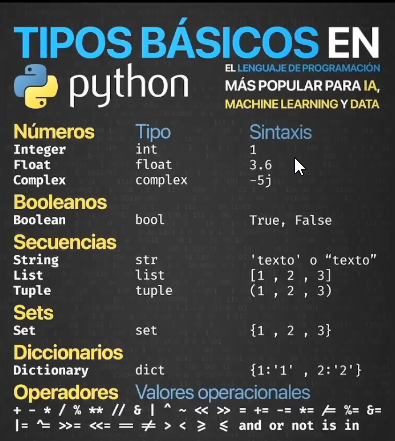 TIPOS BÁSICOS EN
python
EL LENGUAJE DE PROGRAMACIÓN
MÁS POPULAR PARA IA,
MACHINE LEARNING Y DATA
Números Tipo Sintaxis
Integer int 1
Float float 3.6
Complex complex -5j
Booleanos
Boolean bool True, False
Secuencias
String str 'texto' o “texto”
List list [1 , 2 , 3]
Tuple tuple (1 , 2 , 3)
Sets
Set set {1 , 2 , 3}
Diccionarios
Dictionary dict {1:'1' , 2:'2'}
Operadores Valores operacionales
+ - * / % ** // & | ^ ~ << >> = += -= *= /= %= &=
|= ^= >>= <<= == ≠ > < ⩾ ⩽ and or not is in